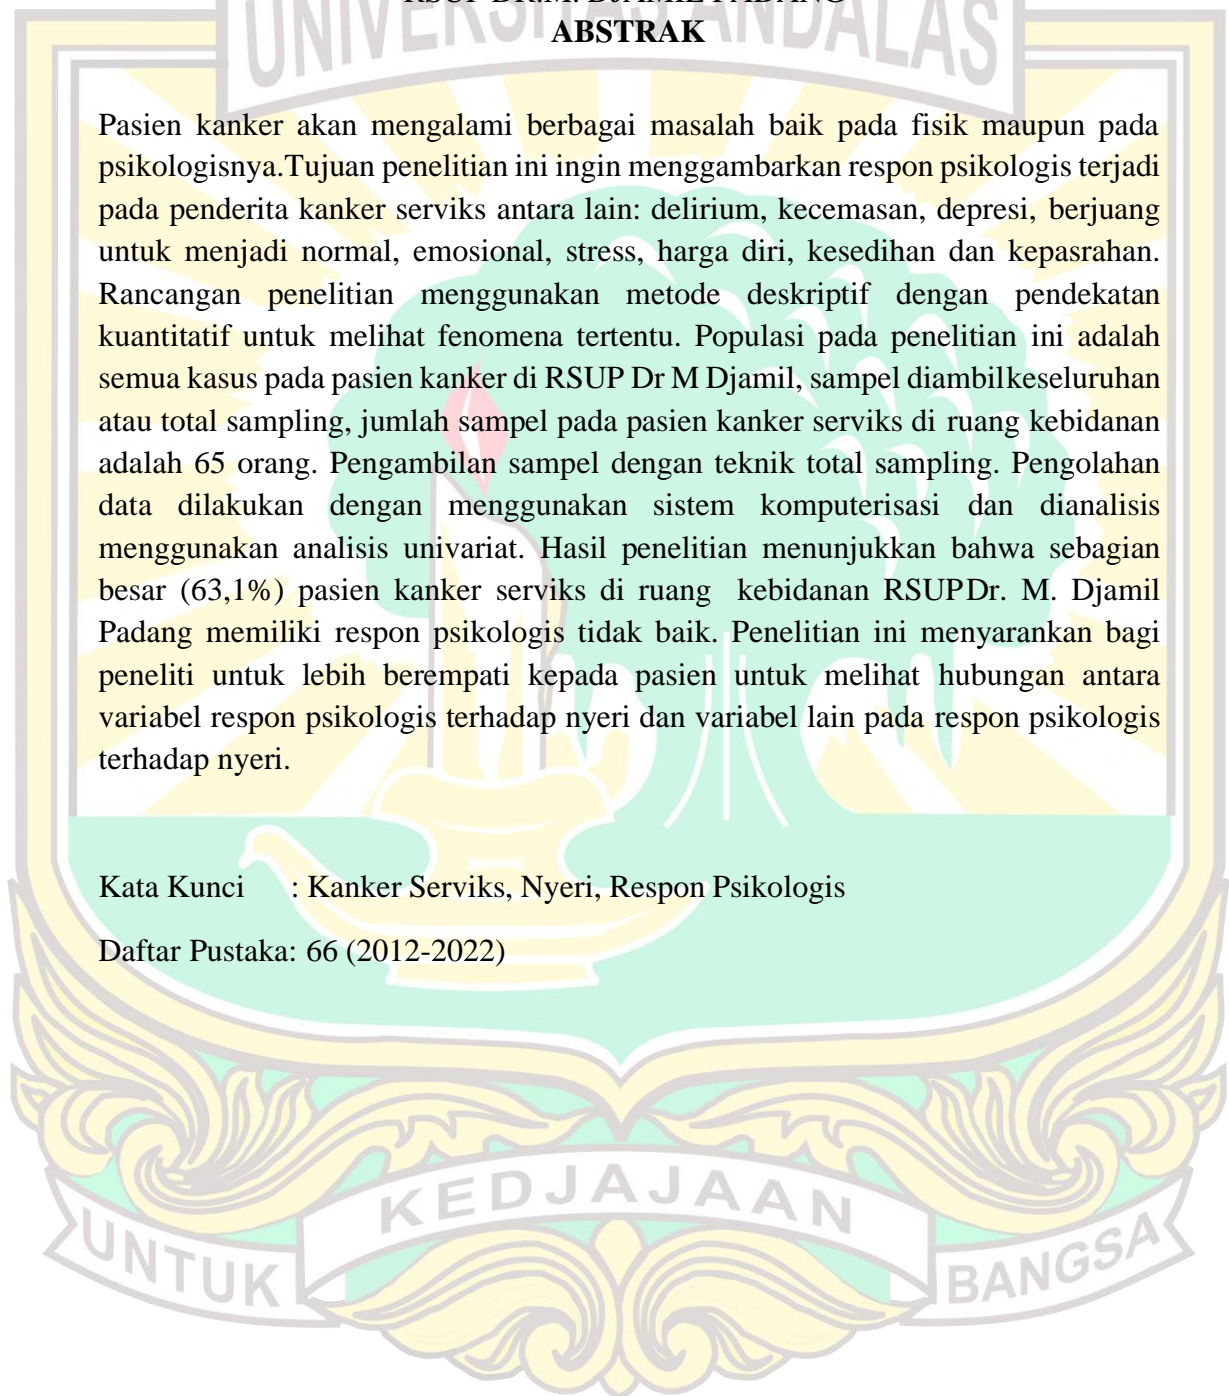 RSUP DR.M. DJAMIL PADANG
UNIVERSITAS ANDALAS
ABSTRAK
Pasien kanker akan mengalami berbagai masalah baik pada fisik maupun pada
psikologisnya.Tujuan penelitian ini ingin menggambarkan respon psikologis terjadi
pada penderita kanker serviks antara lain: delirium, kecemasan, depresi, berjuang
untuk menjadi normal, emosional, stress, harga diri, kesedihan dan kepasrahan.
Rancangan penelitian menggunakan metode deskriptif dengan pendekatan
kuantitatif untuk melihat fenomena tertentu. Populasi pada penelitian ini adalah
semua kasus pada pasien kanker di RSUP Dr M Djamil, sampel diambilkeseluruhan
atau total sampling, jumlah sampel pada pasien kanker serviks di ruang kebidanan
adalah 65 orang. Pengambilan sampel dengan teknik total sampling. Pengolahan
data dilakukan dengan menggunakan sistem komputerisasi dan dianalisis
menggunakan analisis univariat. Hasil penelitian menunjukkan bahwa sebagian
besar (63,1%) pasien kanker serviks di ruang kebidanan RSUPDr. M. Djamil
Padang memiliki respon psikologis tidak baik. Penelitian ini menyarankan bagi
peneliti untuk lebih berempati kepada pasien untuk melihat hubungan antara
variabel respon psikologis terhadap nyeri dan variabel lain pada respon psikologis
terhadap nyeri.
Kata Kunci : Kanker Serviks, Nyeri, Respon Psikologis
Daftar Pustaka: 66 (2012-2022)
UNTUK KEDJAJAAN BANGSA